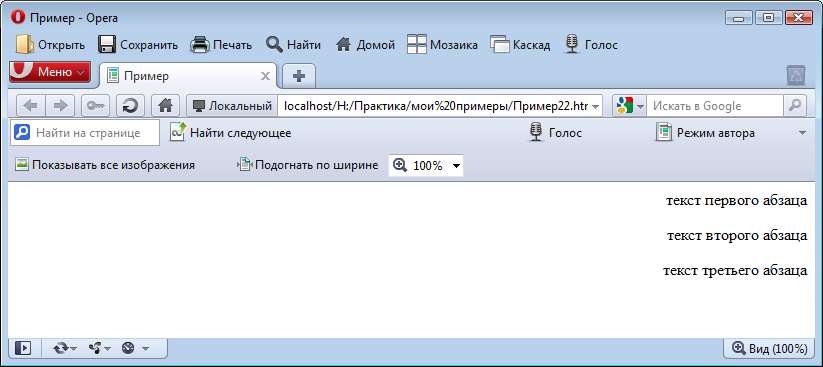 Пример - Opera
Открыть Сохранить Печать Найти Домой Мозаика Каскад Голос
Меню Пример
Локальный localhost/H:/Практика/мои%20примеры/Пример22.htm Искать в Google
Найти на странице Найти следующее Голос Режим автора
Показывать все изображения Подогнать по ширине 100%
текст первого абзаца
текст второго абзаца
текст третьего абзаца
Вид (100%)